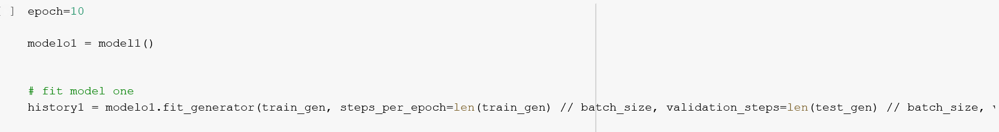 [ ] epoch=10
modelo1 = model1()
# fit model one
history1 = modelo1.fit_generator(train_gen, steps_per_epoch=len(train_gen) // batch_size, validation_steps=len(test_gen) // batch_size,